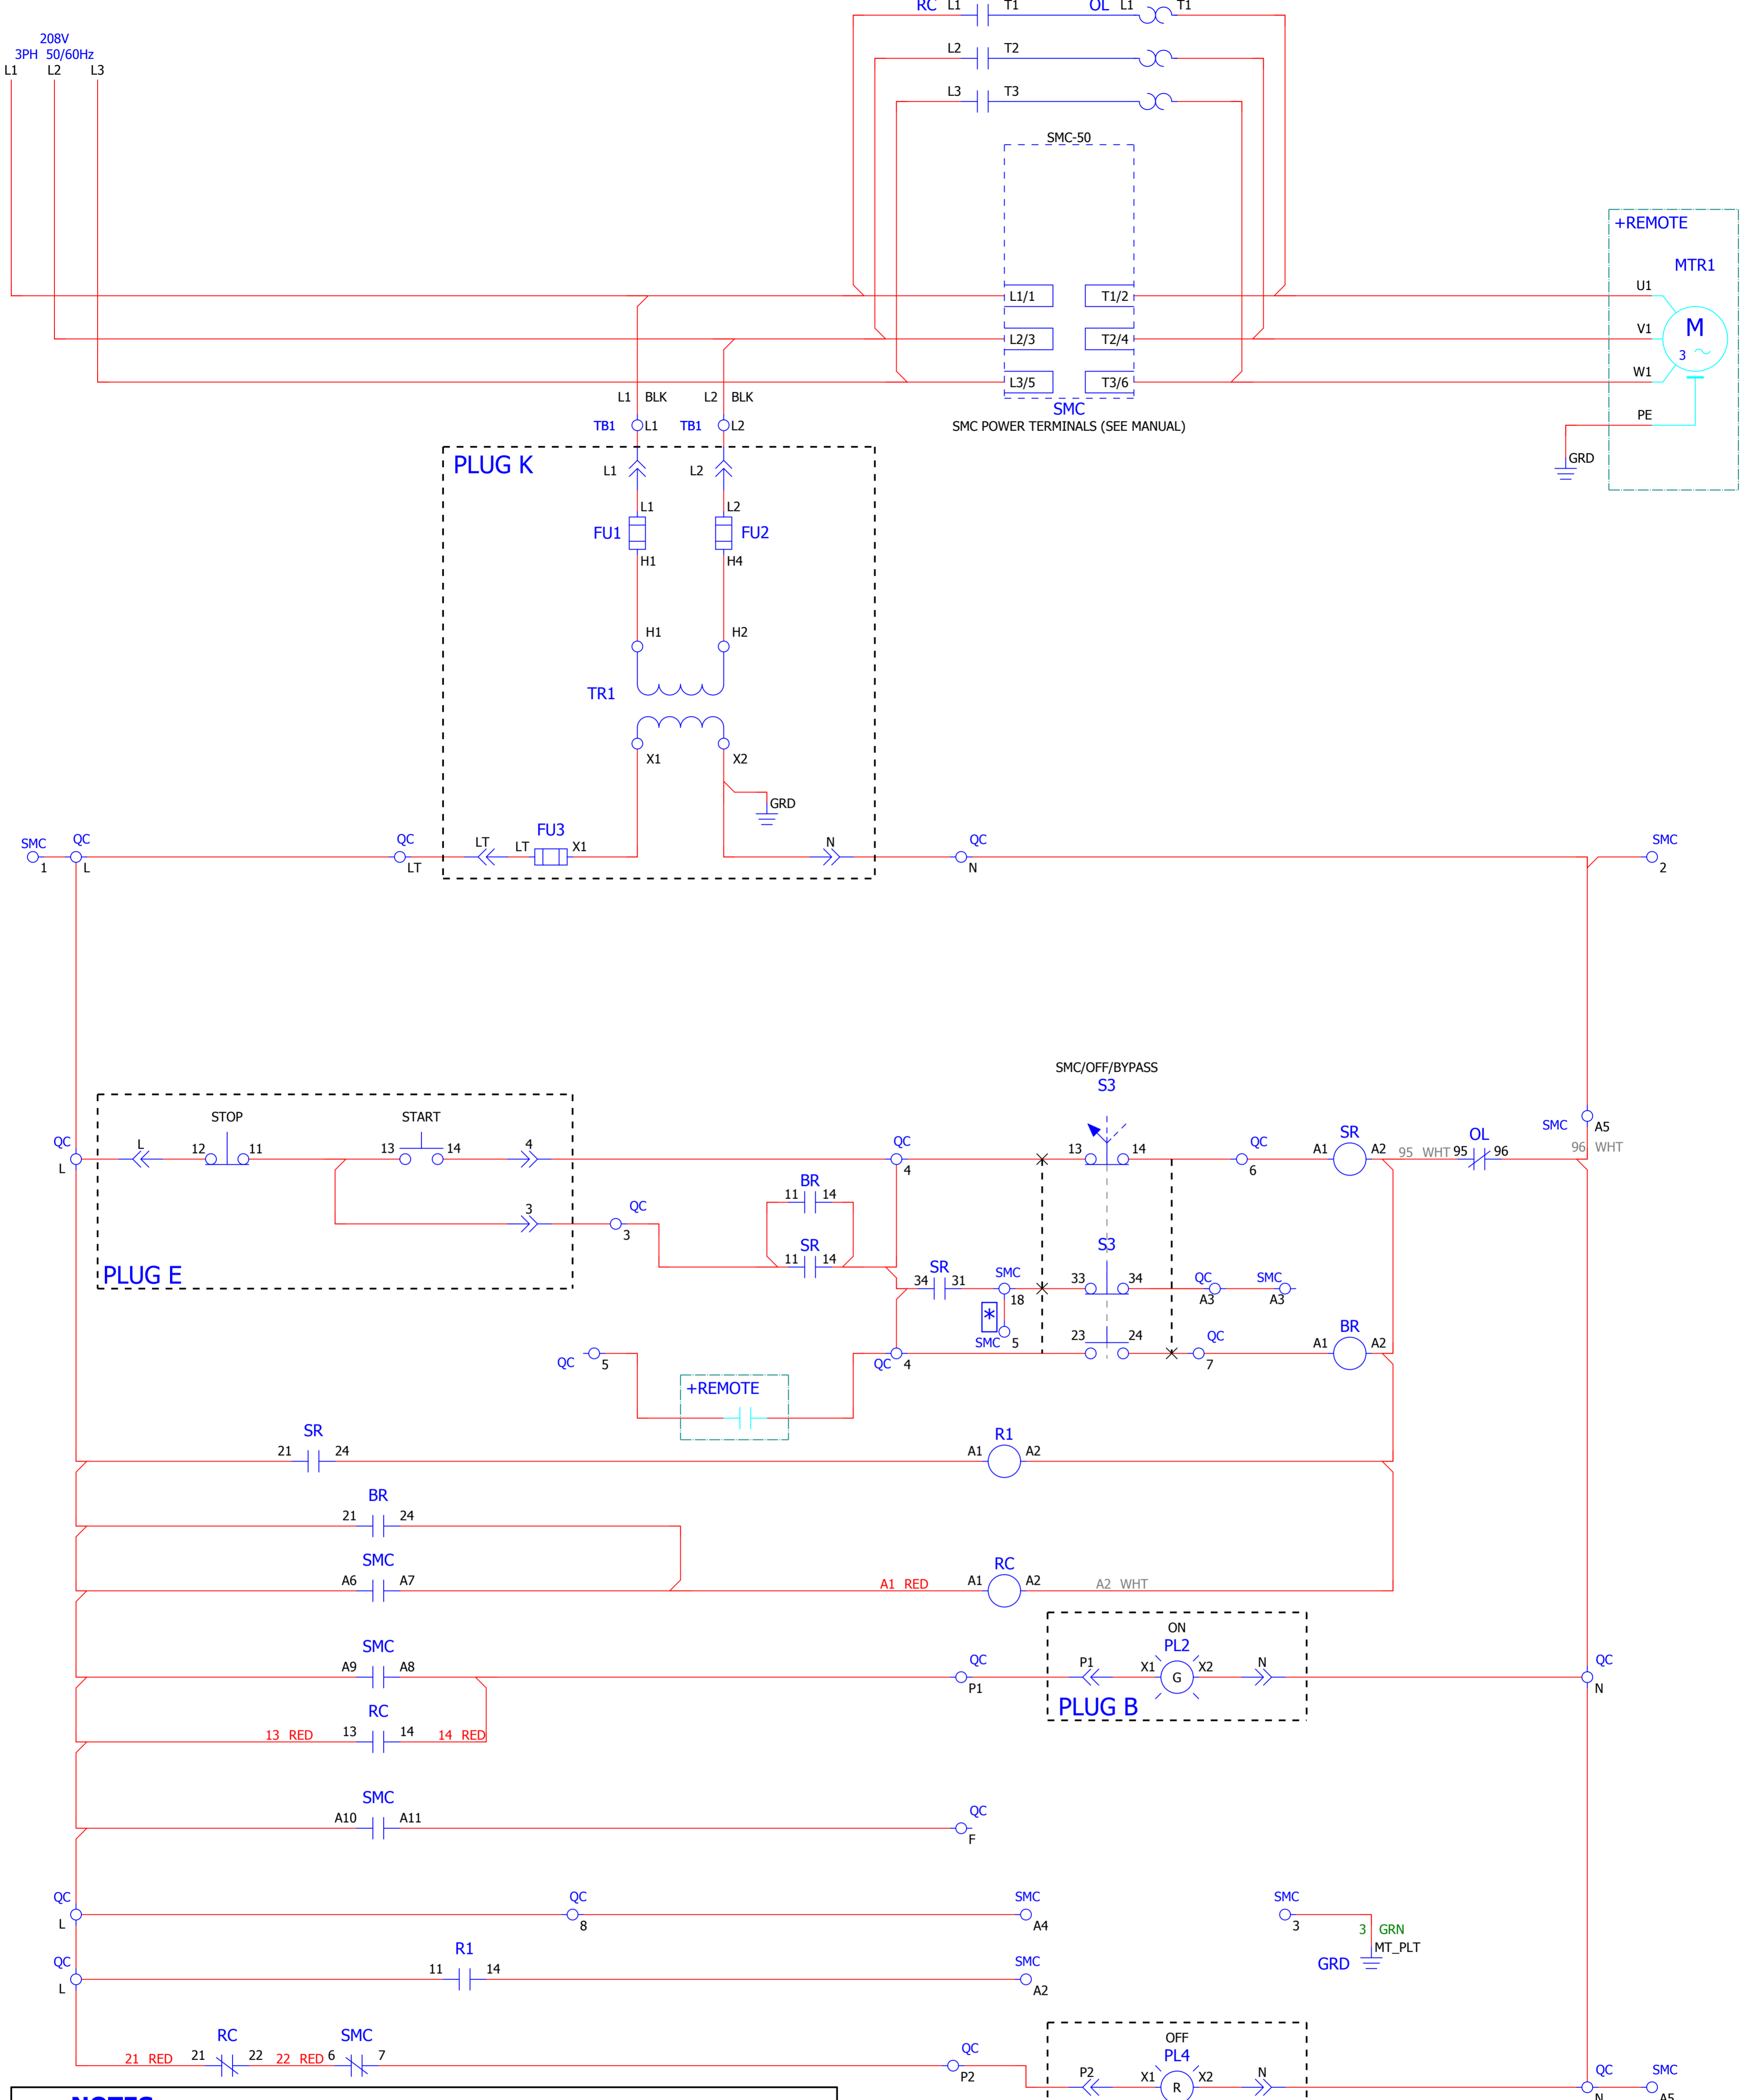 RC L1 T1 OL L1 T1
208V
3PH 50/60Hz
L1 L2 L3
L2 T2
L3 T3
SMC-50
+REMOTE
MTR1
L1/1 T1/2 U1
M
3
L2/3 T2/4 V1
L3/5 T3/6 W1
L1 BLK L2 BLK
SMC
PE
TB1 L1 TB1 L2
SMC POWER TERMINALS (SEE MANUAL)
PLUG K
L1 L2
GRD
L1 L2
FU1 FU2
H1 H4
H1 H2
TR1
X1 X2
GRD
FU3
SMC QC QC LT LT X1 N QC SMC
1 L LT N 2
SMC/OFF/BYPASS
S3
STOP START
SMC A5
QC L 12 11 13 14 4 QC 13 14 QC SR OL
L 4 6 A1 A2 95 WHT 95 96 96 WHT
BR
11 14
3 QC
3
SR
11 14
S3
PLUG E
SR
34 31 SMC 33 34 QC SMC
18 A3 A3
*
SMC 5
23 24 QC BR
A1 A2
QC 5 QC 4 7
+REMOTE
SR R1
21 24 A1 A2
BR
21 24
SMC RC
A6 A7 A1 RED A1 A2 A2 WHT
ON
SMC PL2
A9 A8 QC P1 X1 G X2 N QC
P1 N
PLUG B
RC
13 RED 13 14 14 RED
SMC
A10 A11 QC
F
QC QC SMC SMC
L 8 A4 3
3 GRN
MT_PLT
GRD
QC R1 SMC
L 11 14 A2
OFF
RC SMC PL4
21 RED 21 22 22 RED 6 7 QC
P2
P2 X1 R X2 N QC SMC
N A5
NOTES